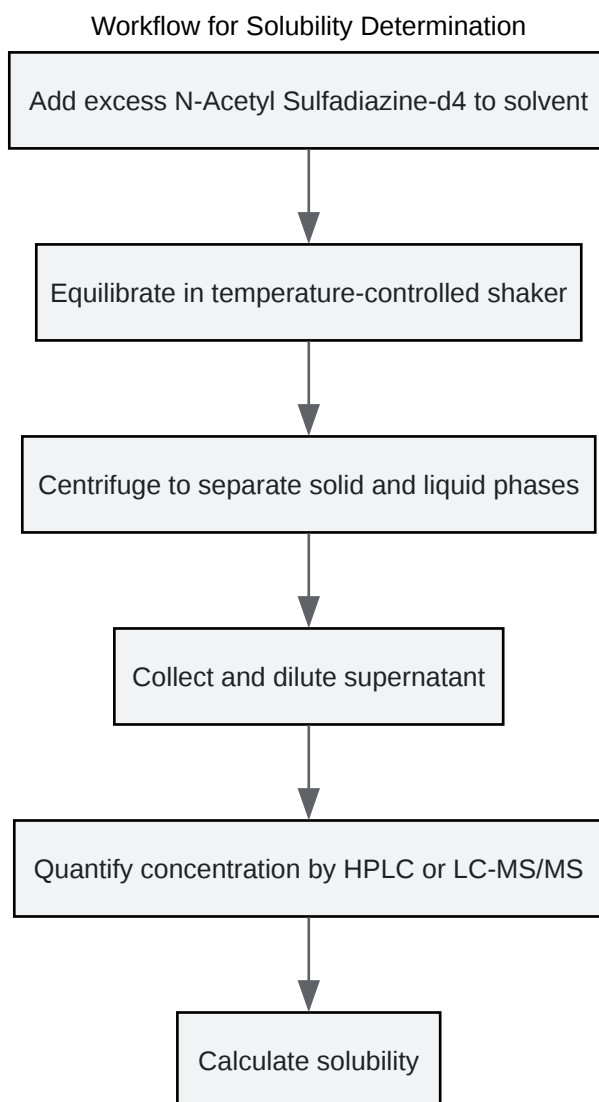 Workflow for Solubility Determination
Add excess N-Acetyl Sulfadiazine-d4 to solvent
Equilibrate in temperature-controlled shaker
Centrifuge to separate solid and liquid phases
Collect and dilute supernatant
Quantify concentration by HPLC or LC-MS/MS
Calculate solubility